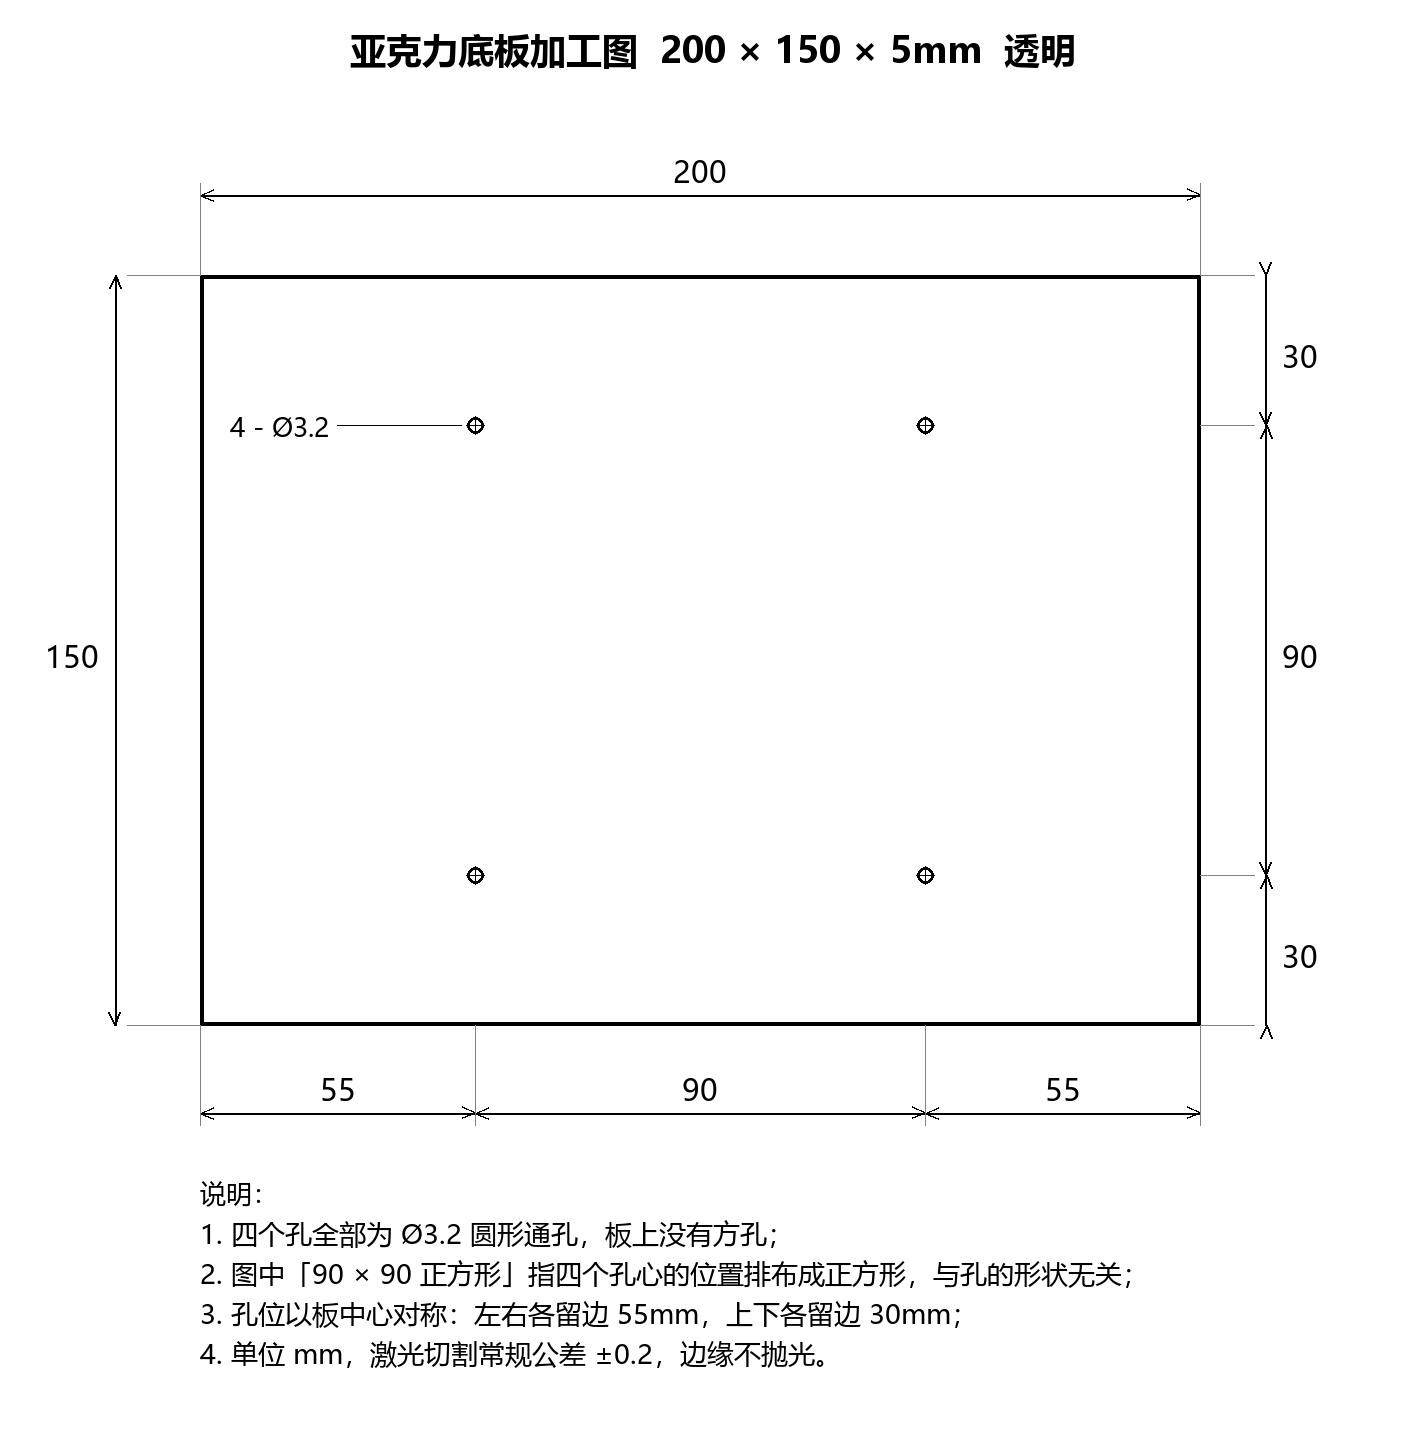 亚克力底板加工图 200 × 150 × 5mm 透明
200
30
4 - Ø3.2
150
90
30
55
90
55
说明：
1. 四个孔全部为 Ø3.2 圆形通孔，板上没有方孔；
2. 图中「90 × 90 正方形」指四个孔心的位置排布成正方形，与孔的形状无关；
3. 孔位以板中心对称：左右各留边 55mm，上下各留边 30mm；
4. 单位 mm，激光切割常规公差 ±0.2，边缘不抛光。